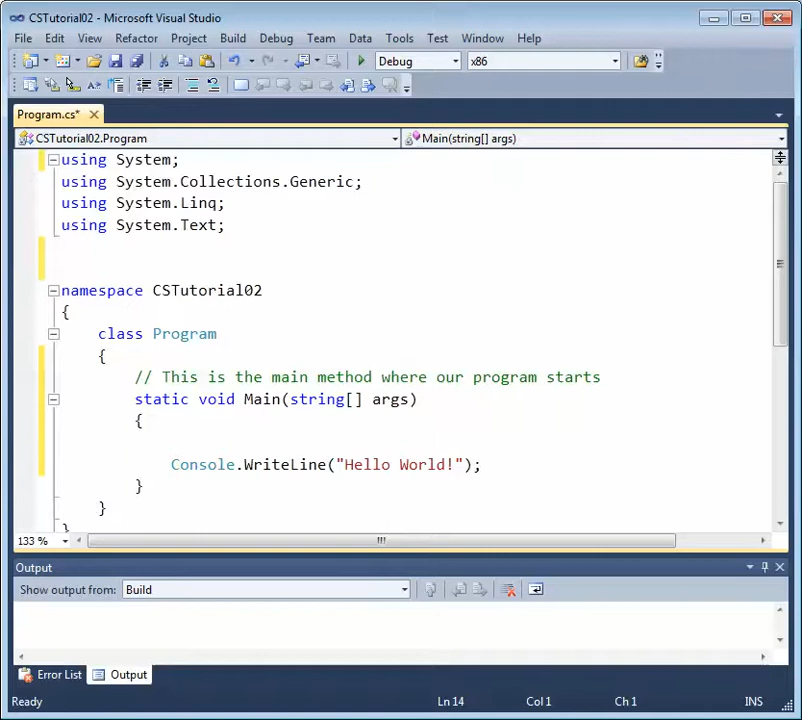 CSTutorial02 - Microsoft Visual Studio
File Edit View Refactor Project Build Debug Team Data Tools Test Window Help
Debug x86
Program.cs*
CSTutorial02.Program Main(string[] args)
using System;
using System.Collections.Generic;
using System.Linq;
using System.Text;
namespace CSTutorial02
{
class Program
{
// This is the main method where our program starts
static void Main(string[] args)
{
Console.WriteLine("Hello World!");
}
}
}
133 %
Output
Show output from: Build
Error List Output
Ready Ln 14 Col 1 Ch 1 INS